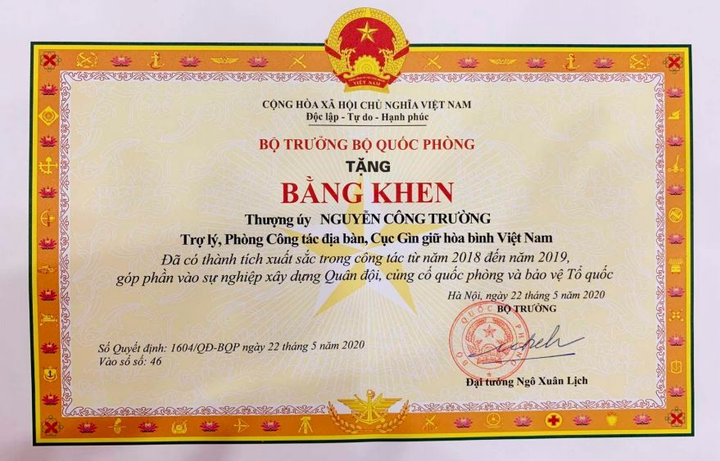 VIỆT NAM
CỘNG HÒA XÃ HỘI CHỦ NGHĨA VIỆT NAM
Độc lập - Tự do - Hạnh phúc
BỘ TRƯỞNG BỘ QUỐC PHÒNG
TẶNG
BẰNG KHEN
Thượng úy NGUYỄN CÔNG TRƯỜNG
Trợ lý, Phòng Công tác địa bàn, Cục Gìn giữ hòa bình Việt Nam
Đã có thành tích xuất sắc trong công tác từ năm 2018 đến năm 2019,
góp phần vào sự nghiệp xây dựng Quân đội, củng cố quốc phòng và bảo vệ Tổ quốc
Hà Nội, ngày 22 tháng 5 năm 2020
BỘ TRƯỞNG
BỘ QUỐC PHÒNG
Số Quyết định: 1604/QĐ-BQP ngày 22 tháng 5 năm 2020
Vào sổ số: 46
Đại tướng Ngô Xuân Lịch